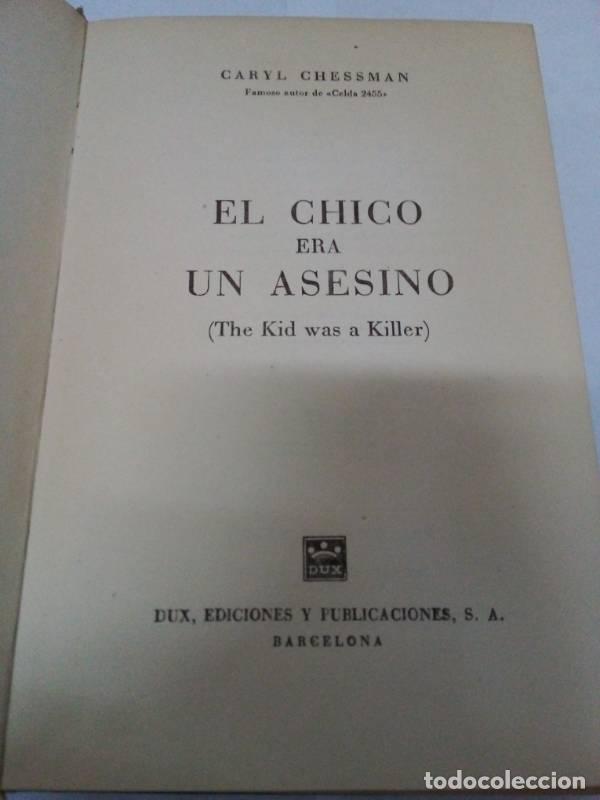 CARYL CHESSMAN
Famoso autor de «Celda 2455»
EL CHICO
ERA
UN ASESINO
(The Kid was a Killer)
DUX
DUX, EDICIONES Y PUBLICACIONES, S. A.
BARCELONA
todocoleccion